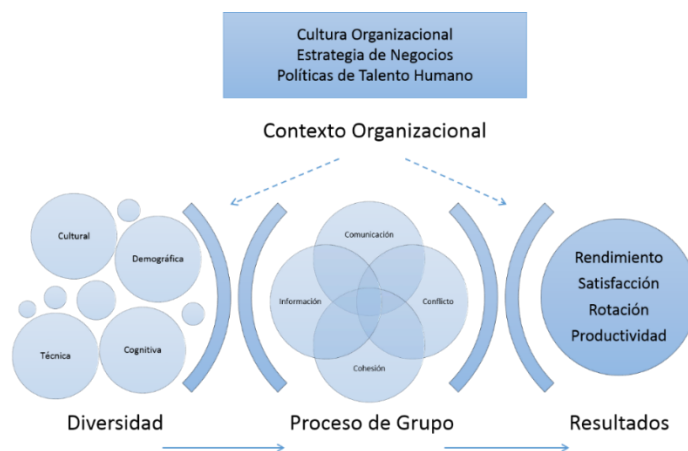 Cultura Organizacional
Estrategia de Negocios
Políticas de Talento Humano
Contexto Organizacional
Cultural
Demográfica
Técnica
Cognitiva
Comunicación
Información
Conflicto
Cohesión
Rendimiento
Satisfacción
Rotación
Productividad
Diversidad
Proceso de Grupo
Resultados